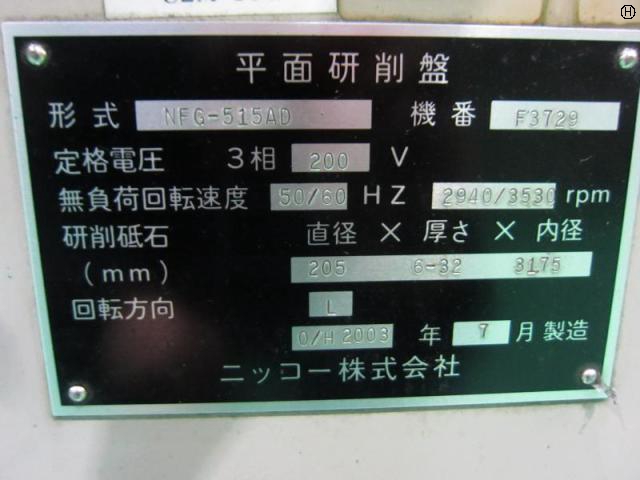 平面研削盤
形式 NFG-515AD 機番 F3729
定格電圧 3相 200 V
無負荷回転速度 50/60 HZ 2940/3530 rpm
研削砥石 直径 × 厚さ × 内径
(mm) 205 6-32 3175
回転方向 L
O/H 2003 年 7 月 製造
ニッコー株式会社